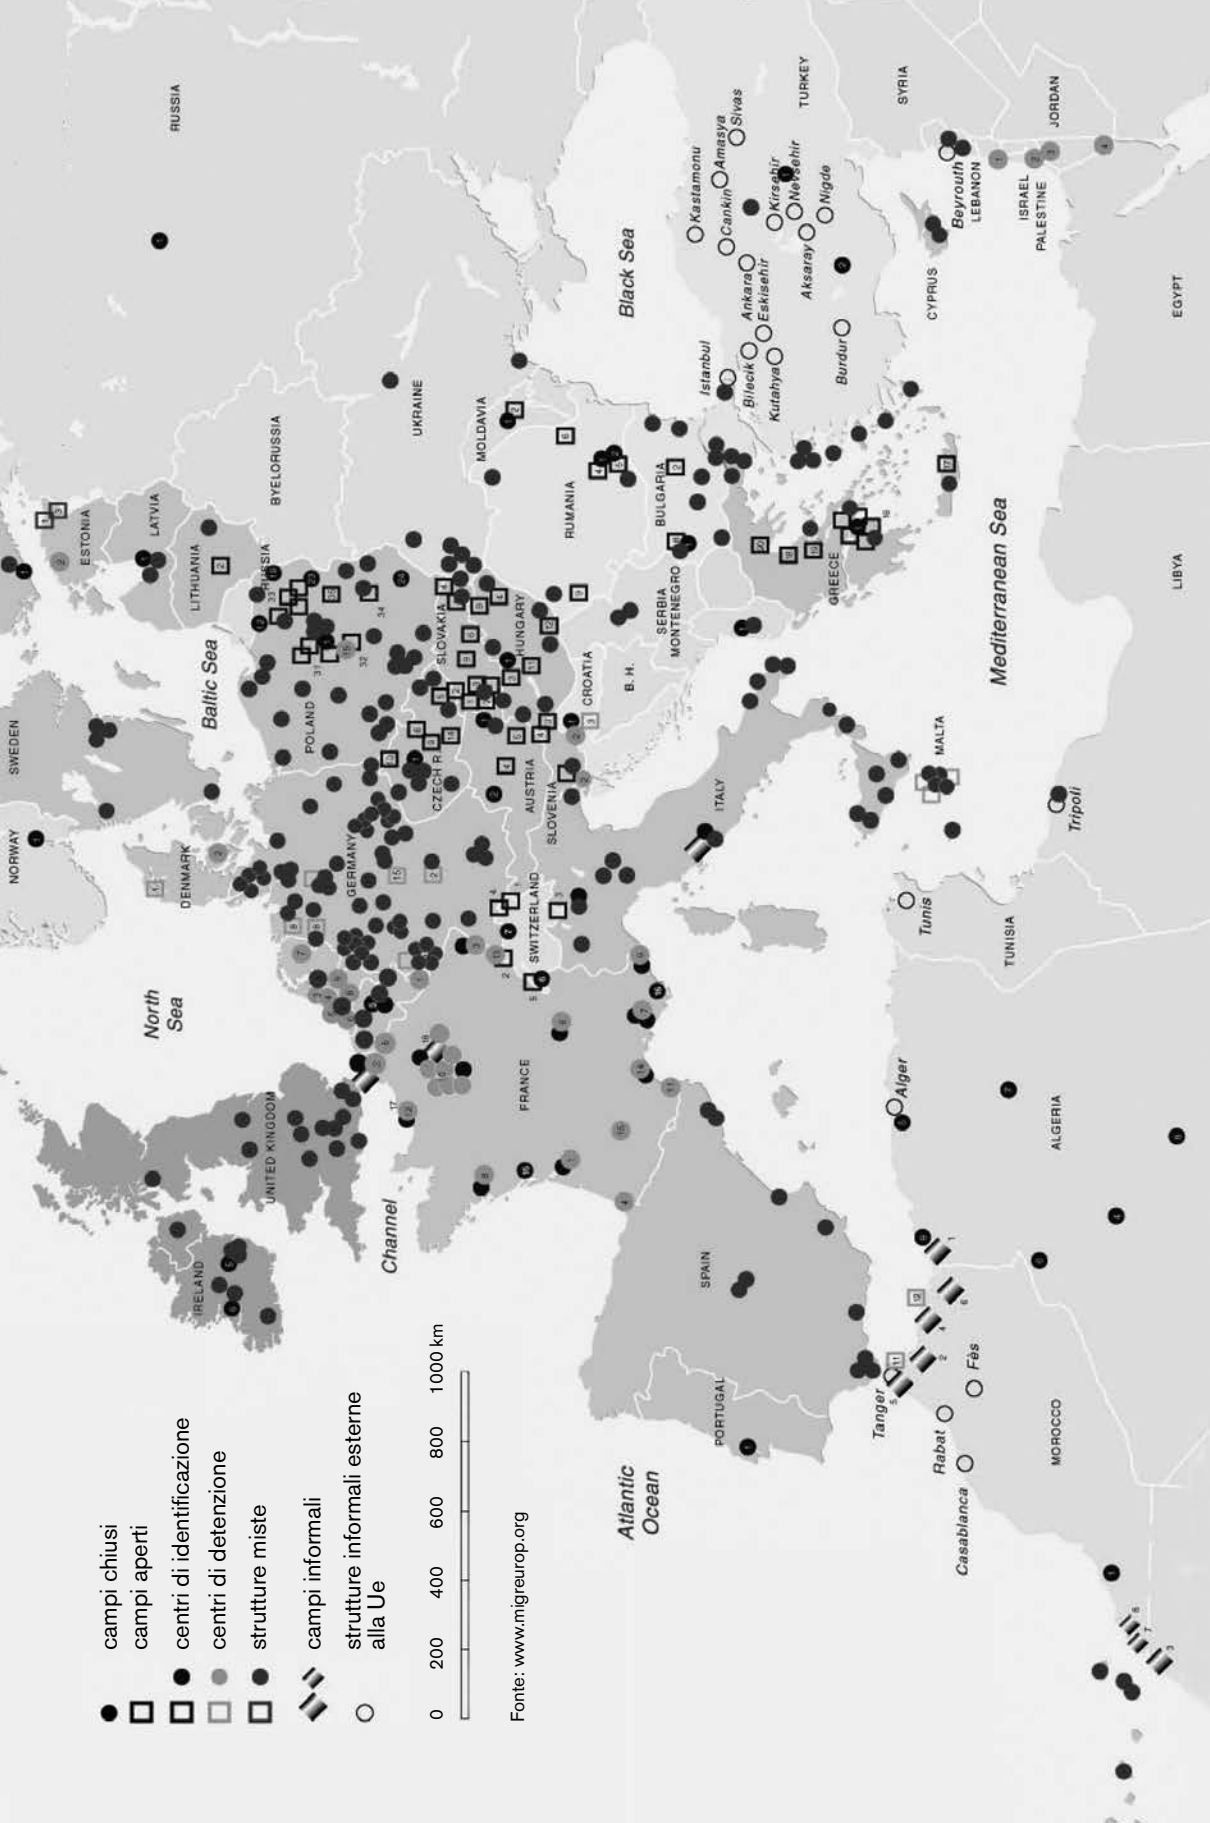 campi chiusi
campi aperti
centri di identificazione
centri di detenzione
strutture miste
campi informali
strutture informali esterne
alla Ue
0 200 400 600 800 1000 km
Fonte: www.migreurop.org
NORWAY
SWEDEN
RUSSIA
ESTONIA
LATVIA
LITHUANIA
RUSSIA
BYELORUSSIA
Baltic Sea
DENMARK
North
Sea
IRELAND
UNITED KINGDOM
Channel
GERMANY
POLAND
UKRAINE
CZECH R.
SLOVAKIA
MOLDAVIA
FRANCE
SWITZERLAND
AUSTRIA
HUNGARY
SLOVENIA
CROATIA
B. H.
RUMANIA
SERBIA
MONTENEGRO
BULGARIA
Black Sea
Atlantic
Ocean
PORTUGAL
SPAIN
ITALY
GREECE
Istanbul
Bilecik
Kutahya
Ankara
Eskisehir
Burdur
Kastamonu
Cankin
Amasya
Sivas
Kirsehir
Nevsehir
Aksaray
Nigde
TURKEY
SYRIA
CYPRUS
Beyrouth
LEBANON
ISRAEL
PALESTINE
JORDAN
EGYPT
LIBYA
Mediterranean Sea
MALTA
Tripoli
Tunis
TUNISIA
Alger
ALGERIA
Tanger
Rabat
Fès
Casablanca
MOROCCO